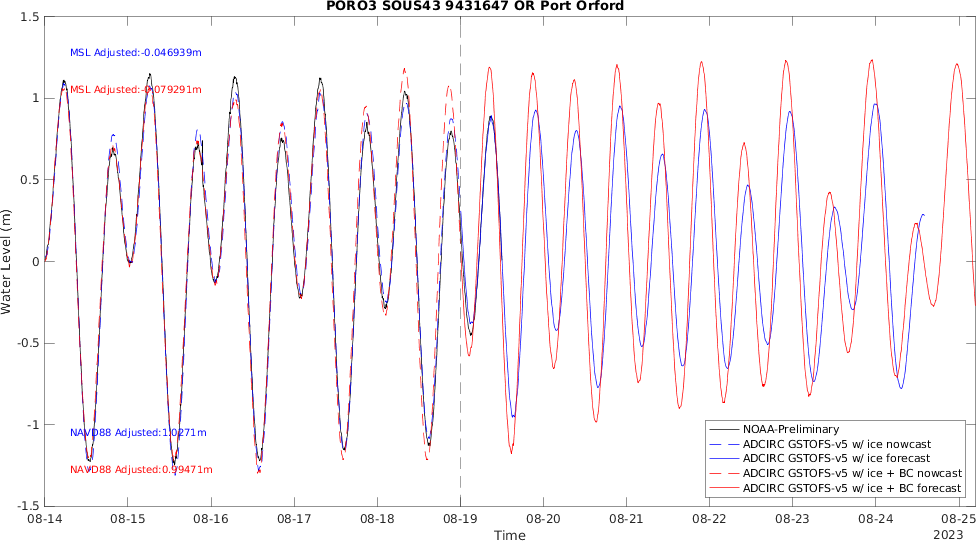 PORO3 SOUS43 9431647 OR Port Orford
1.5
1
0.5
0
-0.5
-1
-1.5
Water Level (m)
MSL Adjusted:-0.046939m
MSL Adjusted:-0.079291m
NAVD88 Adjusted:1.0271m
NAVD88 Adjusted:0.99471m
NOAA-Preliminary
ADCIRC GSTOFS-v5 w/ ice nowcast
ADCIRC GSTOFS-v5 w/ ice forecast
ADCIRC GSTOFS-v5 w/ ice + BC nowcast
ADCIRC GSTOFS-v5 w/ ice + BC forecast
08-14 08-15 08-16 08-17 08-18 08-19 08-20 08-21 08-22 08-23 08-24 08-25
Time
2023